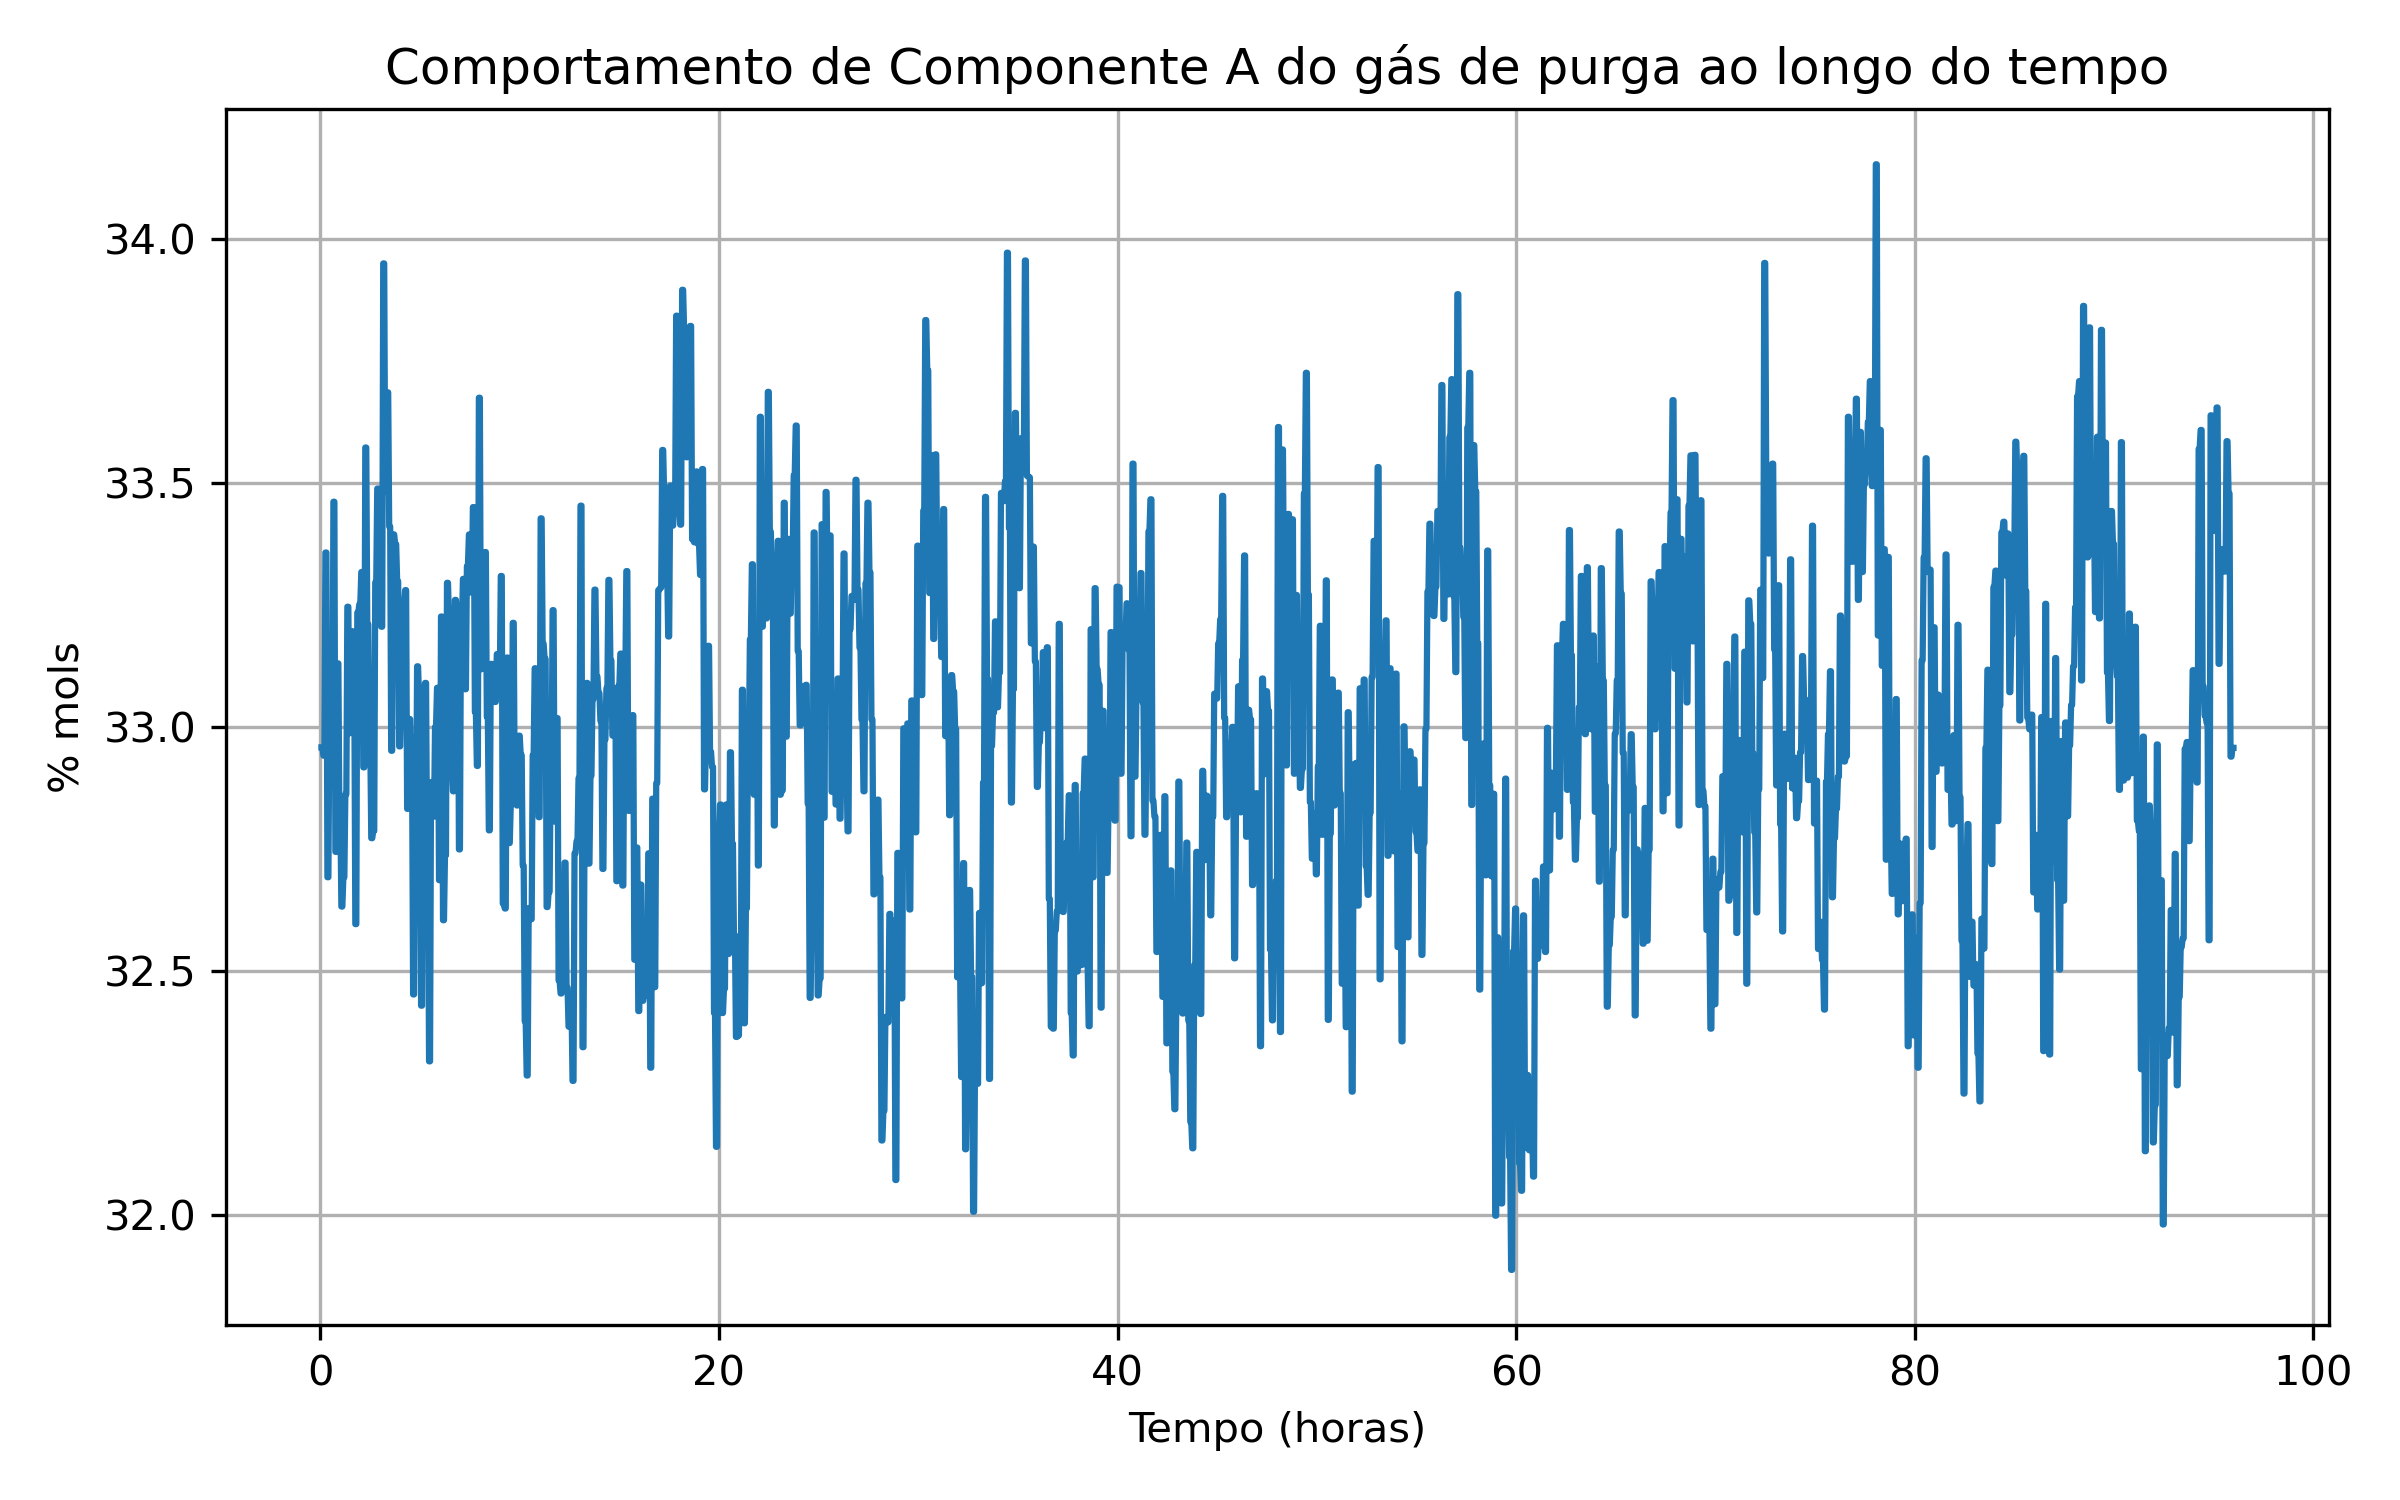 Comportamento de Componente A do gás de purga ao longo do tempo
% mols
34.0
33.5
33.0
32.5
32.0
0 20 40 60 80 100
Tempo (horas)